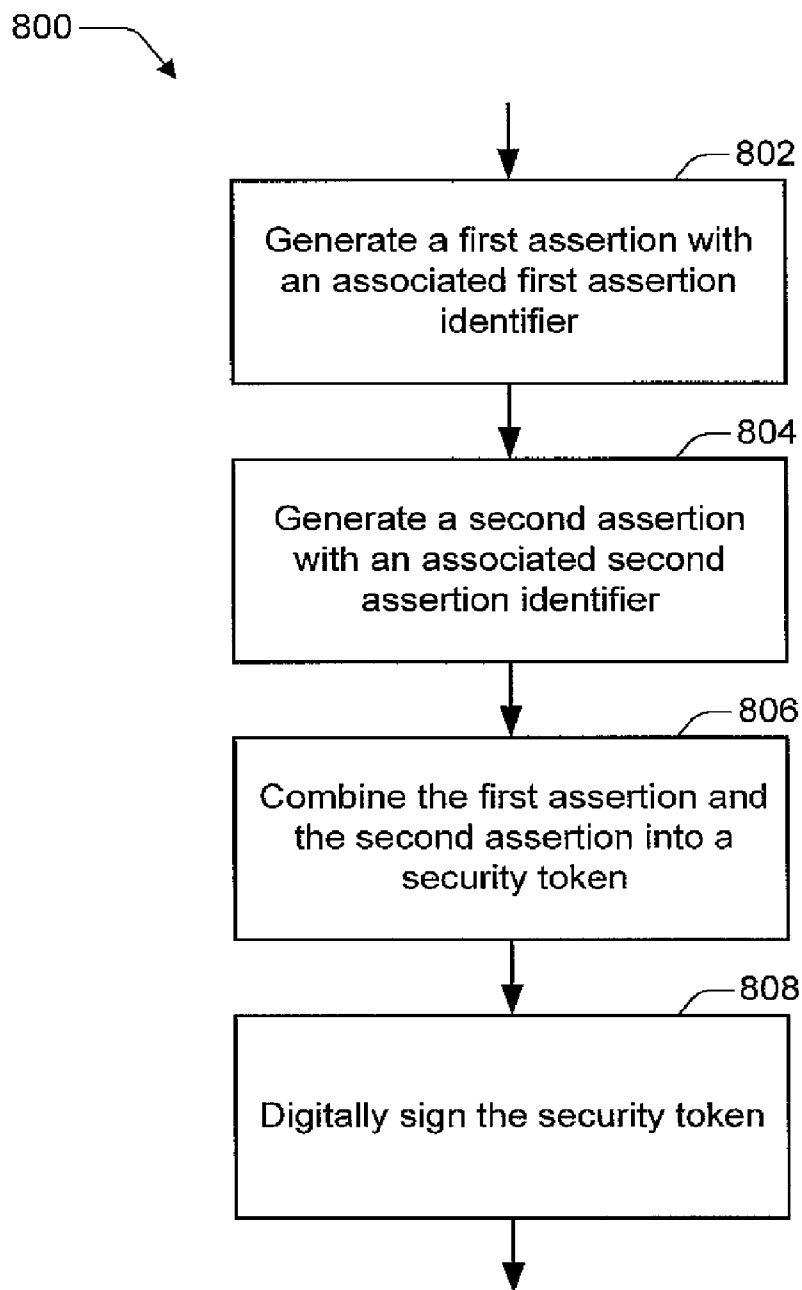 800
802
Generate a first assertion with
an associated first assertion
identifier
804
Generate a second assertion
with an associated second
assertion identifier
806
Combine the first assertion and
the second assertion into a
security token
808
Digitally sign the security token